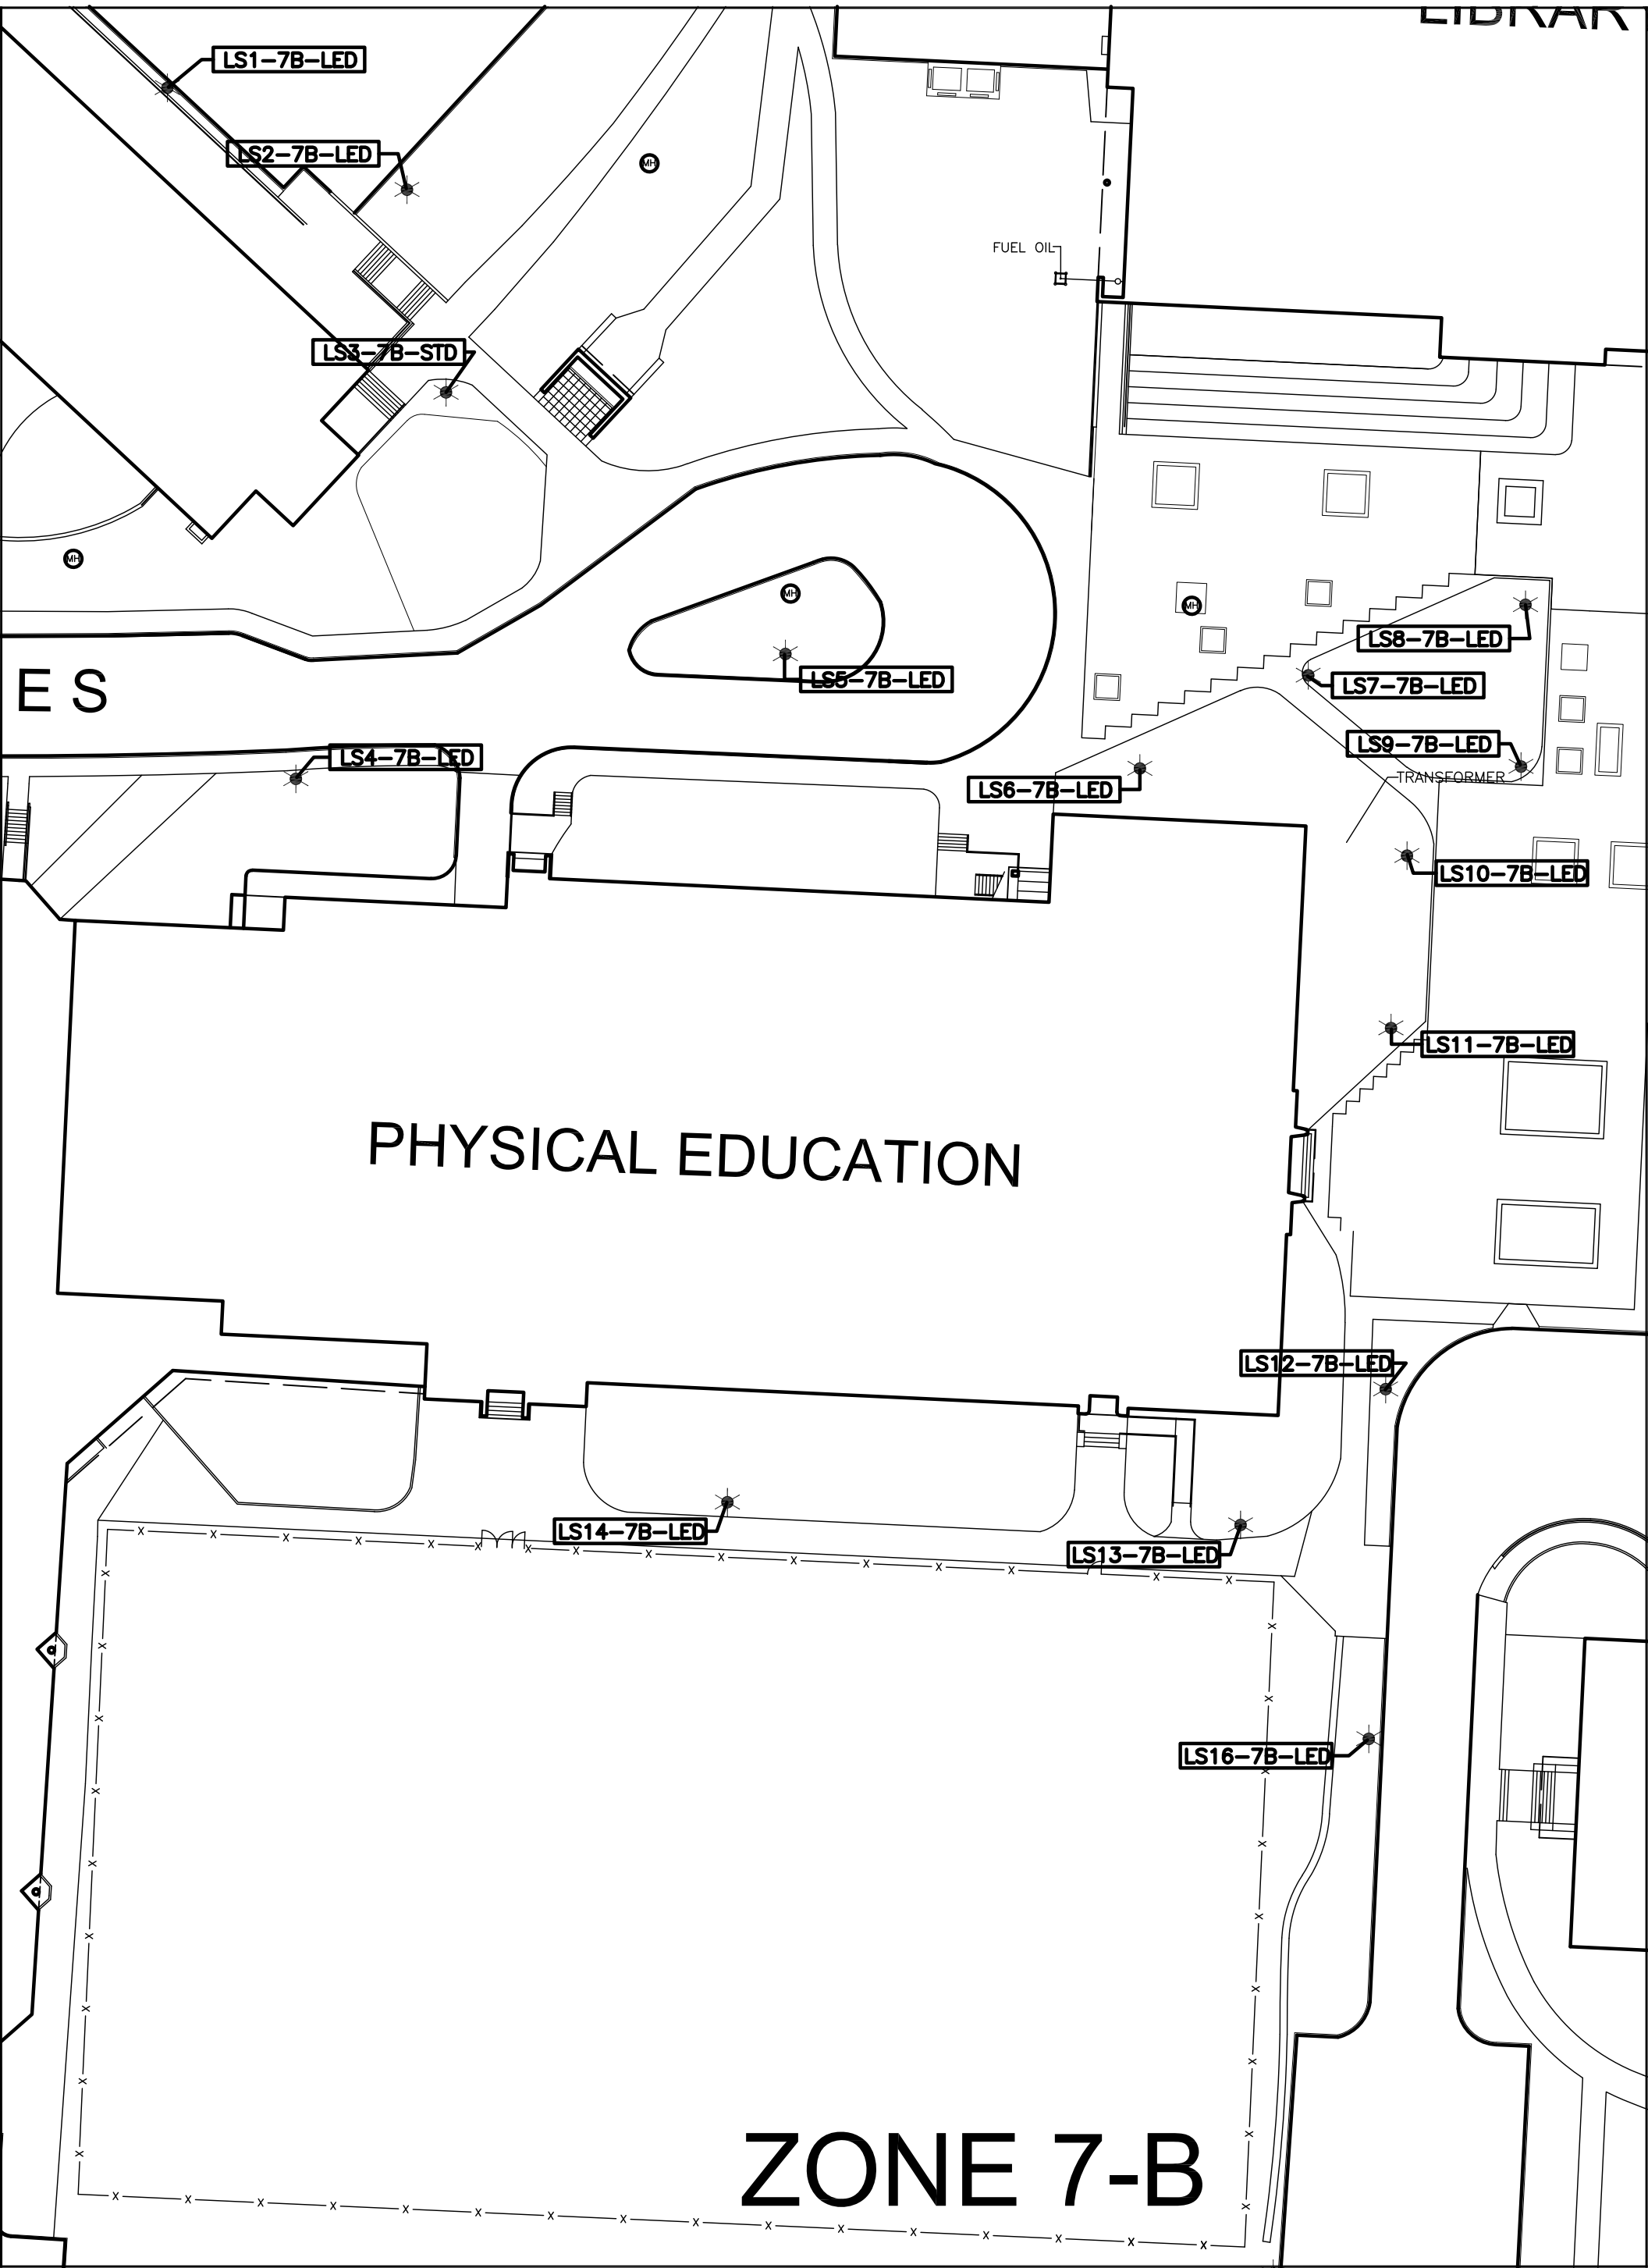 LIBRAR
LS1-7B-LED
LS2-7B-LED
MH
FUEL OIL
LS3-7B-STD
MH
MH
MH
LS8-7B-LED
LS5-7B-LED
LS7-7B-LED
E S
LS4-7B-LED
LS9-7B-LED
TRANSFORMER
LS6-7B-LED
LS10-7B-LED
LS11-7B-LED
PHYSICAL EDUCATION
LS12-7B-LED
LS14-7B-LED
LS13-7B-LED
LS16-7B-LED
ZONE 7-B